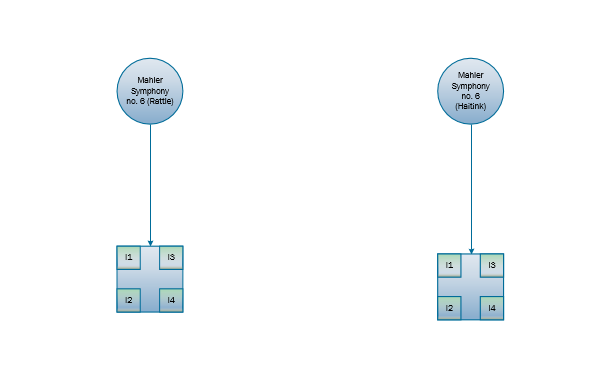 Mahler
Symphony
no. 6 (Rattle)
Mahler
Symphony
no. 6
(Haitink)
I1
I3
I2
I4
I1
I3
I2
I4